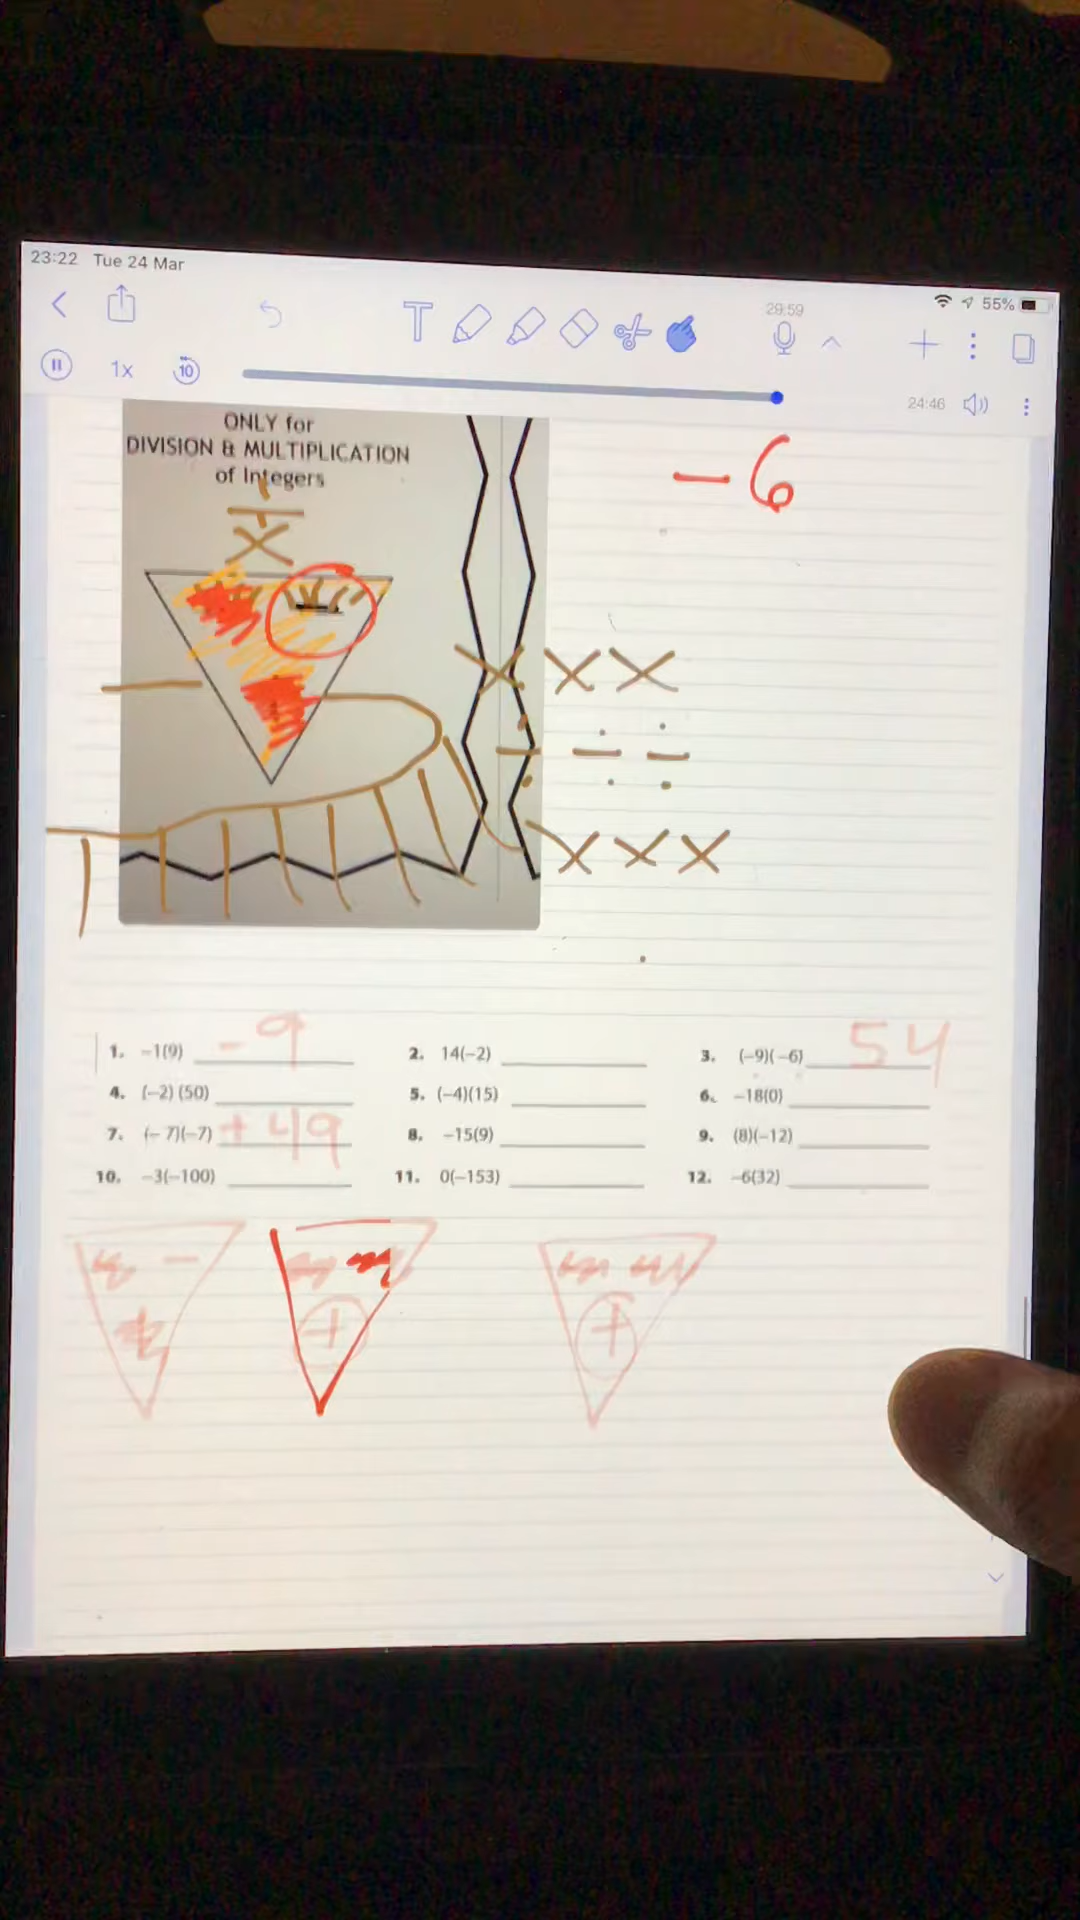 23:22 Tue 24 Mar
55%
T
29:59
1x
10
24:46
ONLY for
DIVISION & MULTIPLICATION
of Integers
÷
×
-6
× × ×
÷ ÷ ÷
× × ×
1. -1(9) -9
2. 14(-2)
3. (-9)(-6) 54
4. (-2) (50)
5. (-4)(15)
6. -18(0)
7. (-7)(-7) +49
8. -15(9)
9. (8)(-12)
10. -3(-100)
11. 0(-153)
12. -6(32)
-
+
+